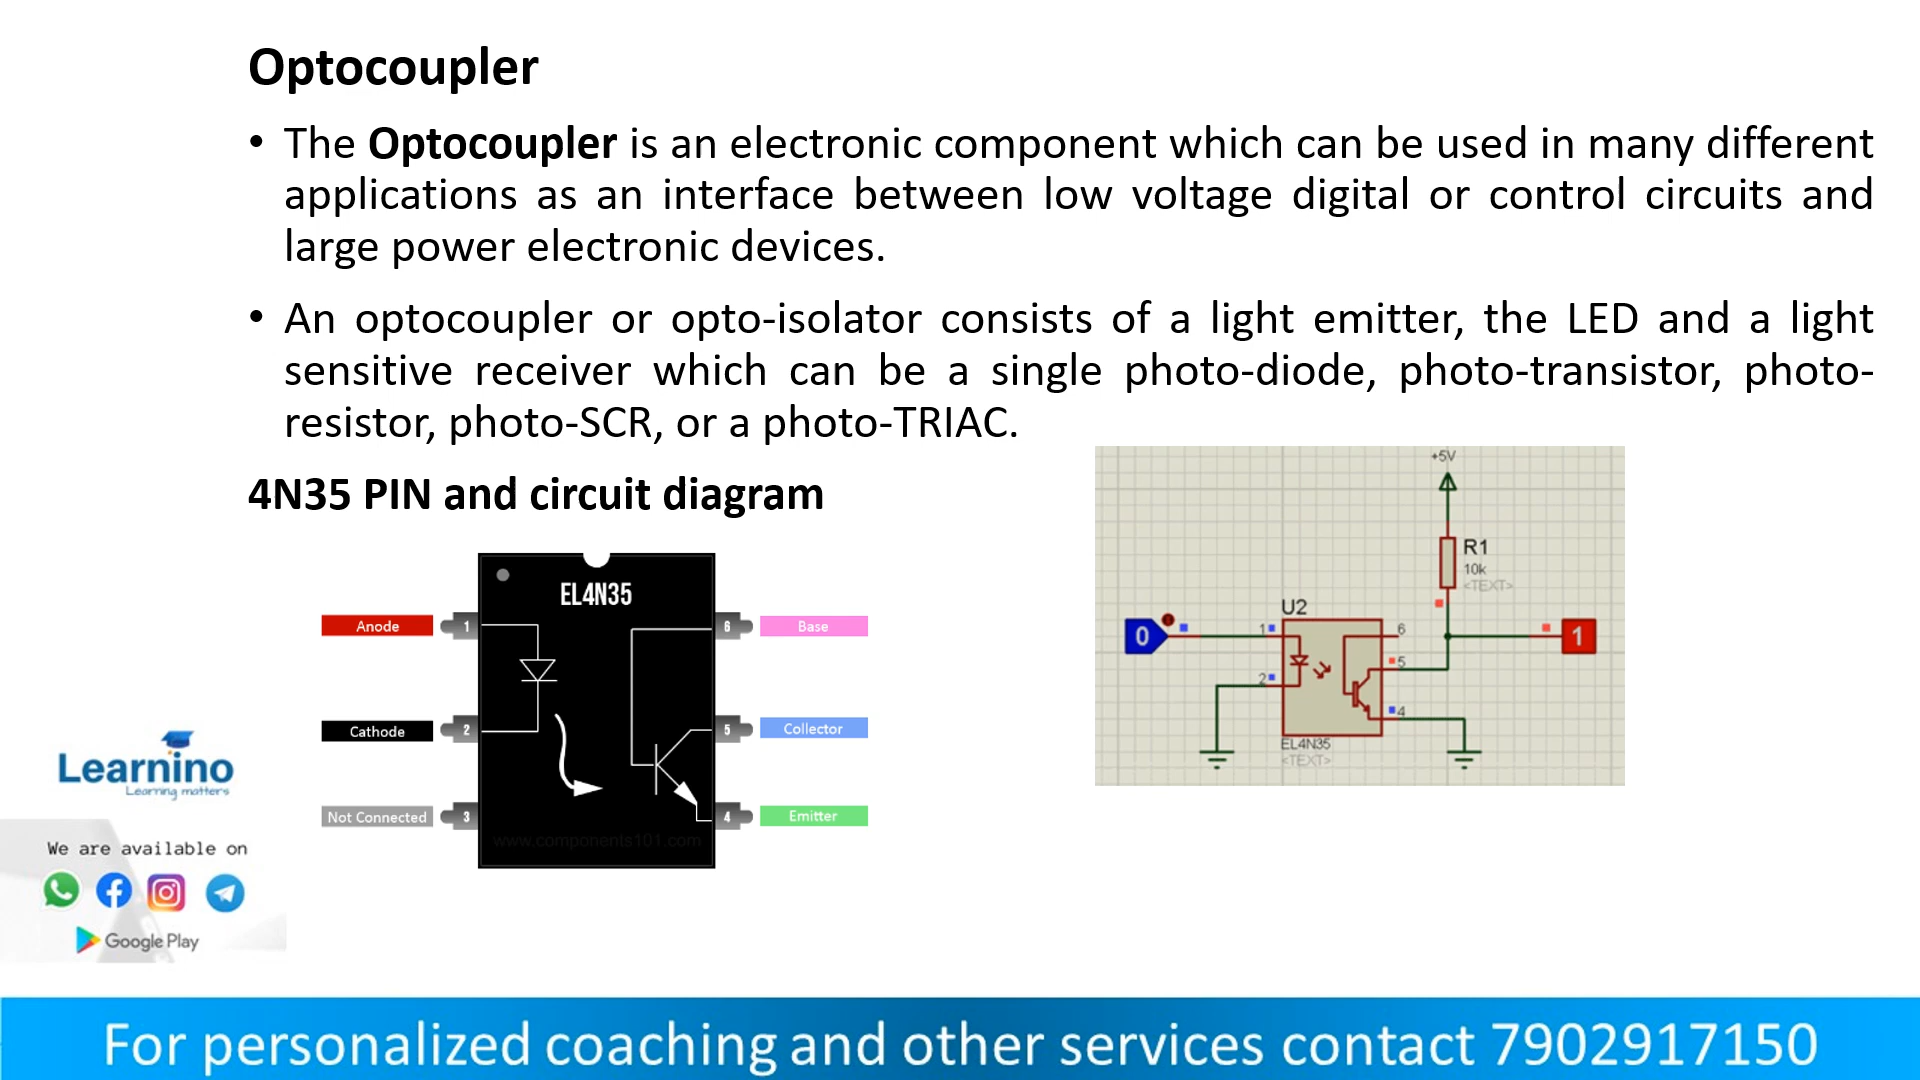 Optocoupler
• The Optocoupler is an electronic component which can be used in many different
applications as an interface between low voltage digital or control circuits and
large power electronic devices.
• An optocoupler or opto-isolator consists of a light emitter, the LED and a light
sensitive receiver which can be a single photo-diode, photo-transistor, photo-
resistor, photo-SCR, or a photo-TRIAC.
4N35 PIN and circuit diagram
EL4N35
Anode 1
6 Base
Cathode 2
5 Collector
Not Connected 3
4 Emitter
www.components101.com
+5V
R1
10k
<TEXT>
U2
0
1
6
1
5
2
4
EL4N35
<TEXT>
Learnino
Learning matters
We are available on
Google Play
For personalized coaching and other services contact 7902917150